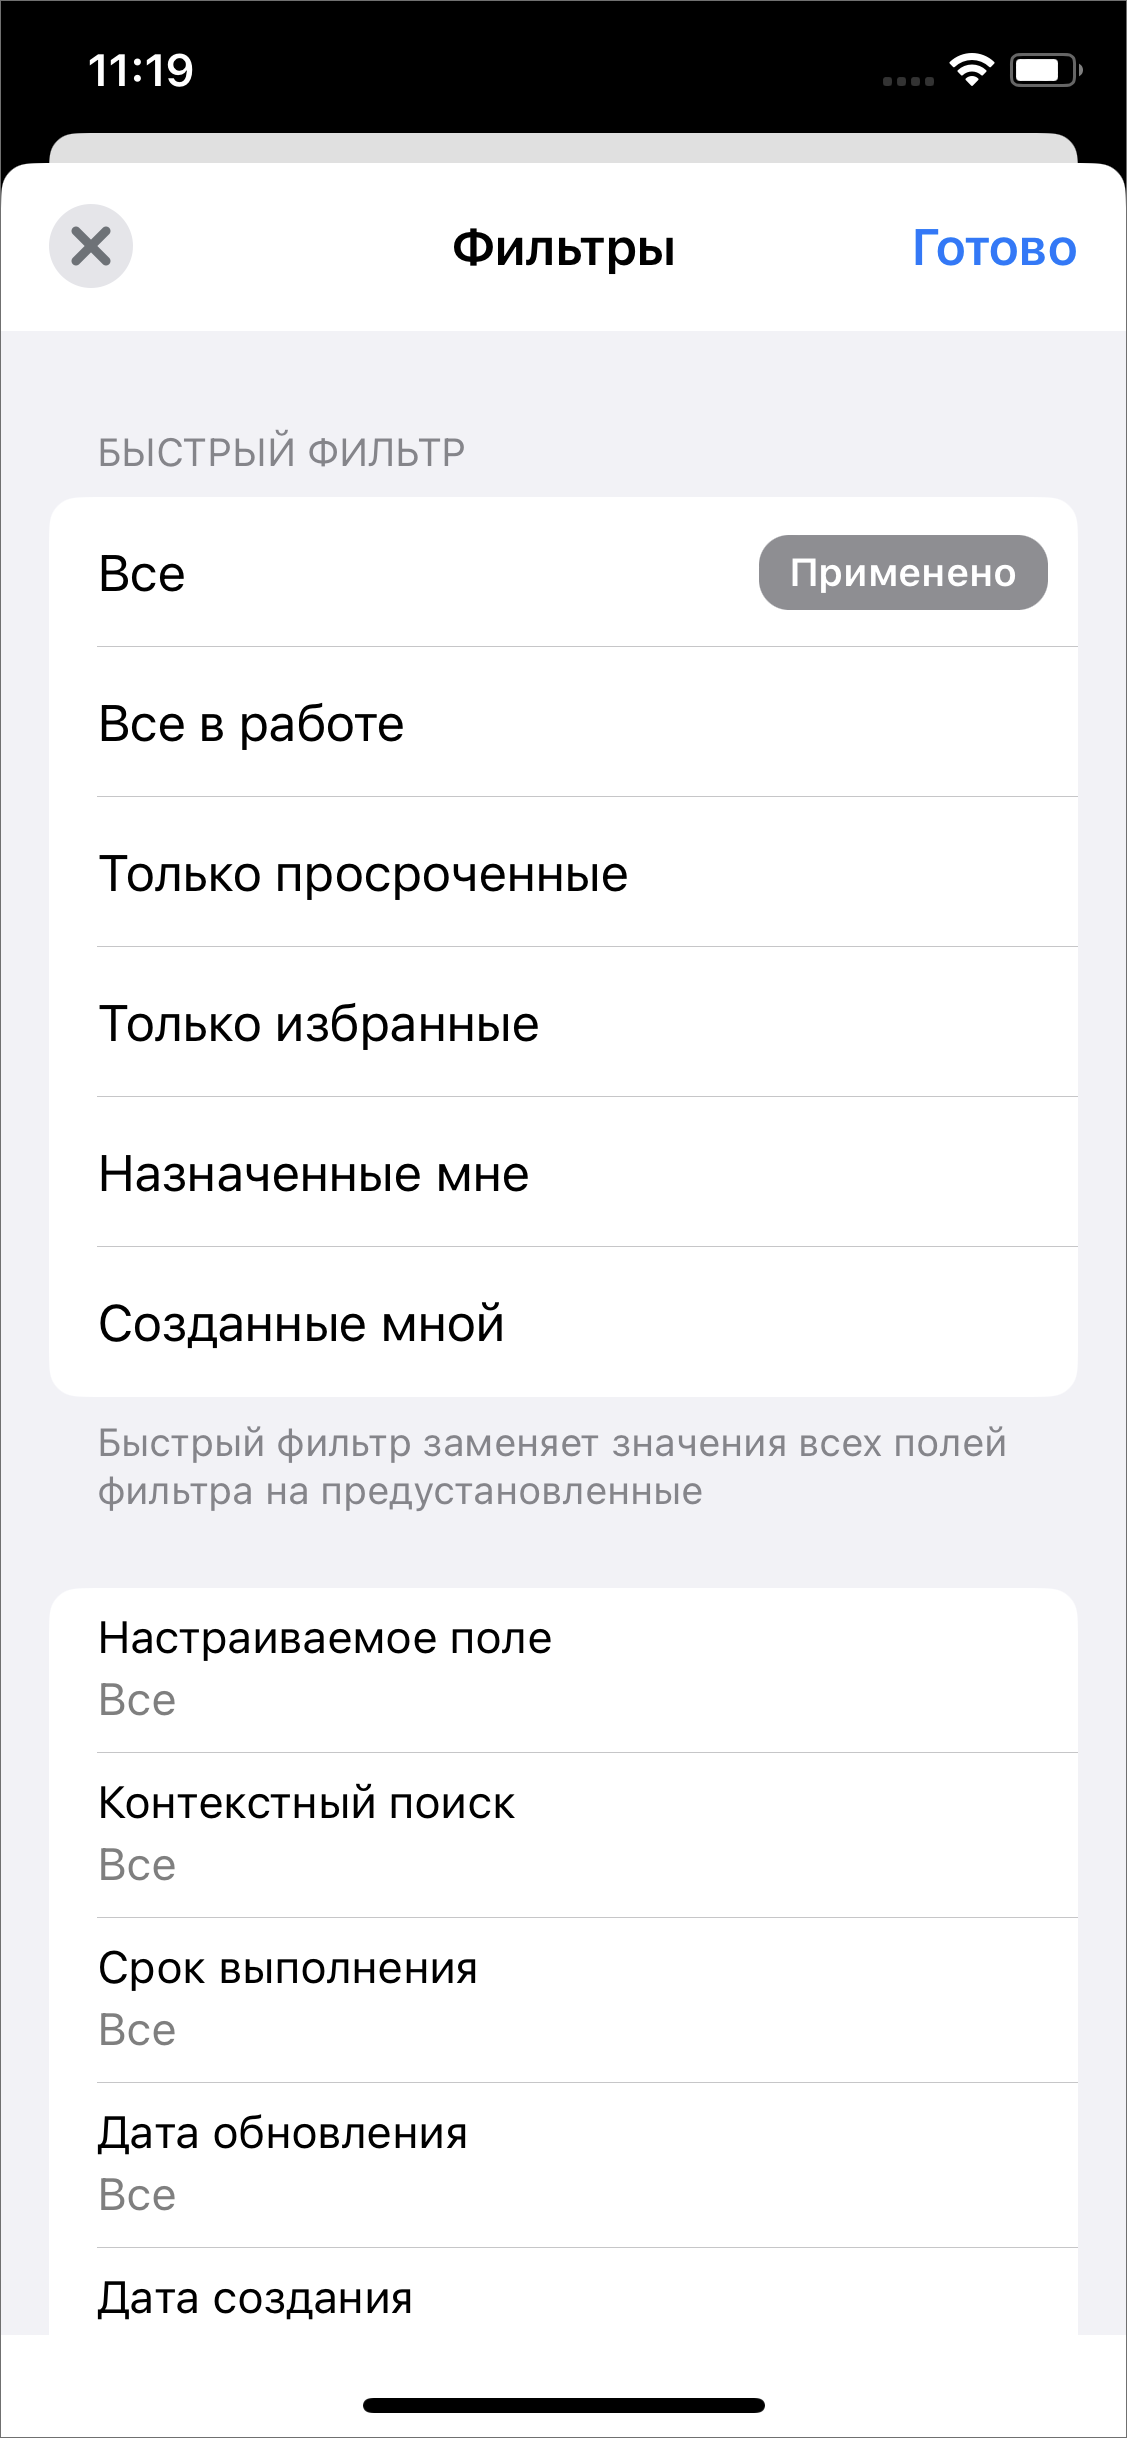 11:19
Фильтры
Готово
БЫСТРЫЙ ФИЛЬТР
Все
Применено
Все в работе
Только просроченные
Только избранные
Назначенные мне
Созданные мной
Быстрый фильтр заменяет значения всех полей
фильтра на предустановленные
Настраиваемое поле
Все
Контекстный поиск
Все
Срок выполнения
Все
Дата обновления
Все
Дата создания